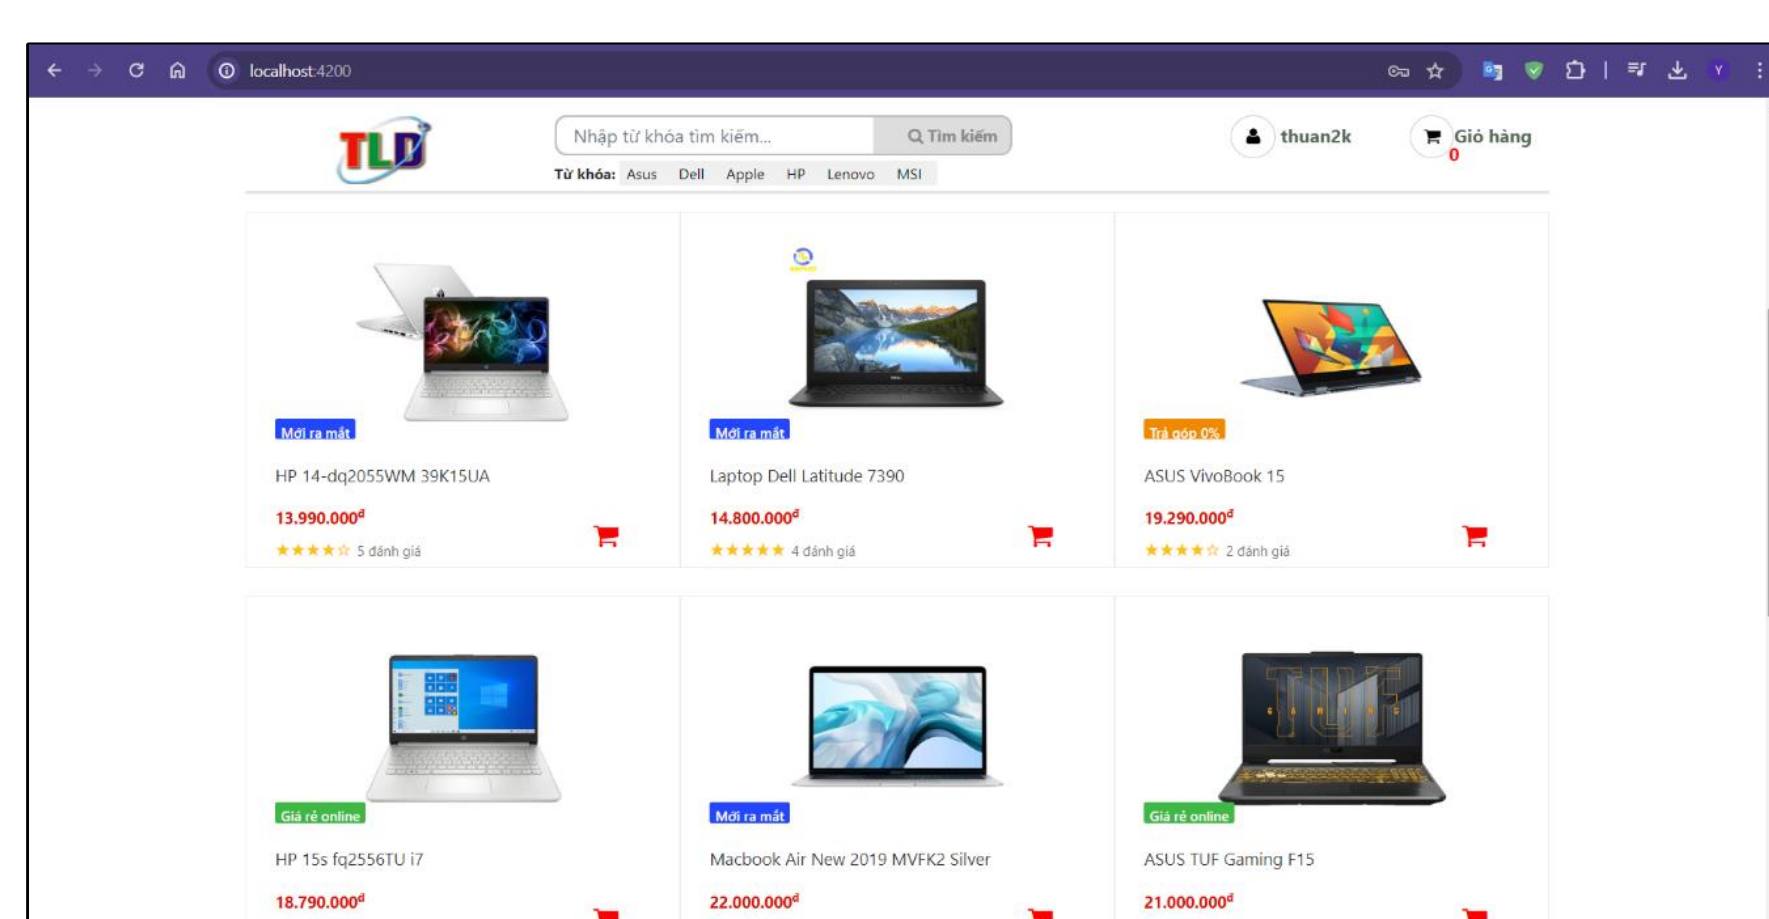 localhost:4200
Y
TLD
Nhập từ khóa tìm kiếm...
Tìm kiếm
thuan2k
Giỏ hàng
0
Từ khóa: Asus Dell Apple HP Lenovo MSI
Mới ra mắt
Mới ra mắt
Trả góp 0%
HP 14-dq2055WM 39K15UA
Laptop Dell Latitude 7390
ASUS VivoBook 15
13.990.000đ
14.800.000đ
19.290.000đ
★★★★☆ 5 đánh giá
★★★★★ 4 đánh giá
★★★★☆ 2 đánh giá
TUF
GAMING
Giá rẻ online
Mới ra mắt
Giá rẻ online
HP 15s fq2556TU i7
Macbook Air New 2019 MVFK2 Silver
ASUS TUF Gaming F15
18.790.000đ
22.000.000đ
21.000.000đ